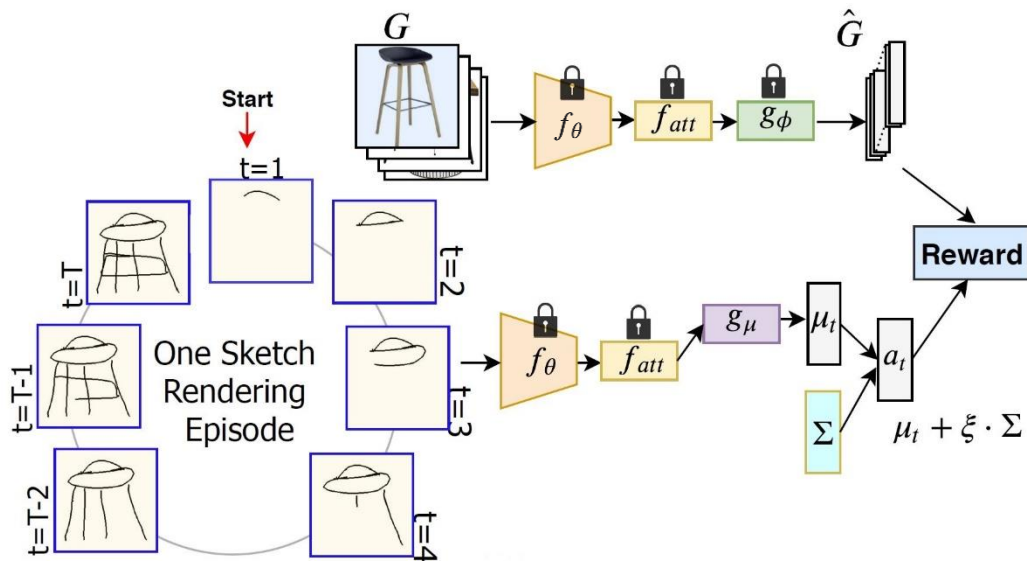 G
Ĝ
Start
f_θ
f_att
g_ϕ
t=1
t=2
t=3
t=4
t=T-2
t=T-1
t=T
One Sketch
Rendering
Episode
Reward
f_θ
f_att
g_μ
μ_t
a_t
Σ
μ_t + ξ · Σ